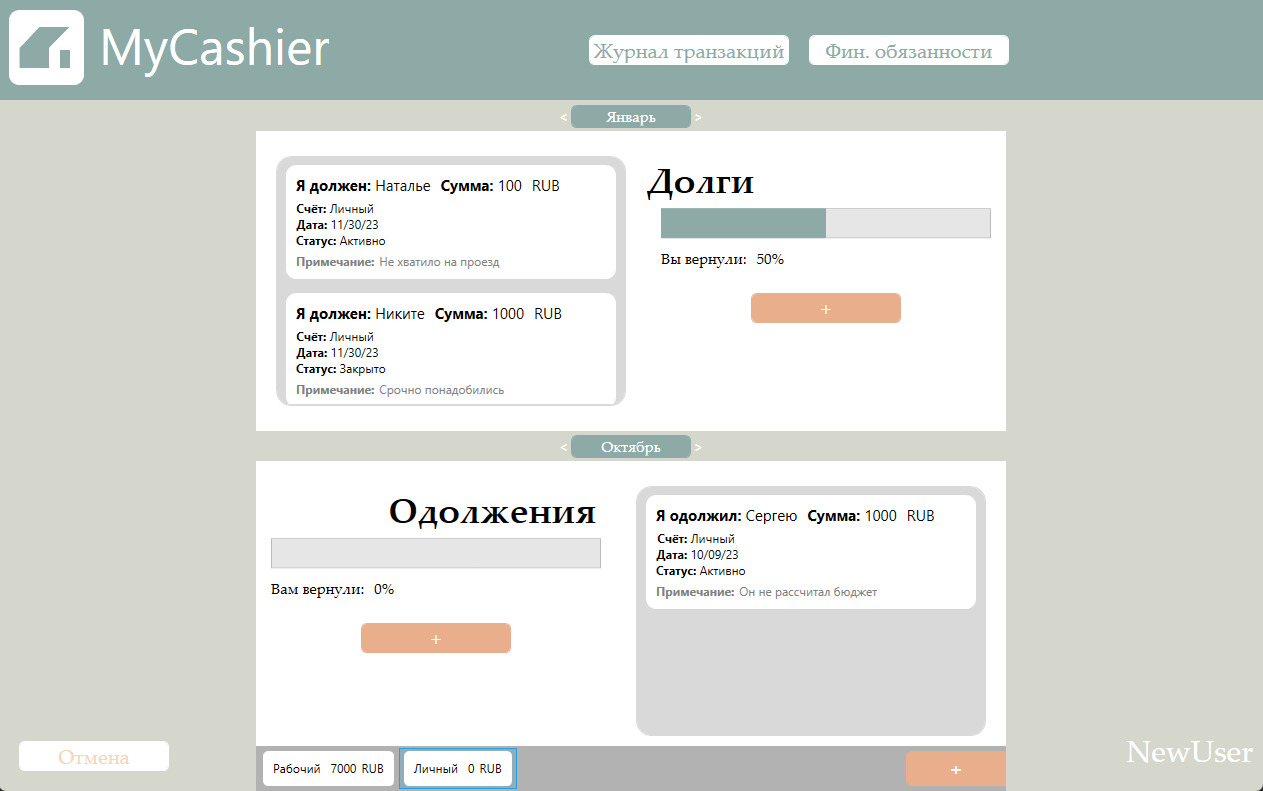 MyCashier
Журнал транзакций
Фин. обязанности
< Январь >
Я должен: Наталье Сумма: 100 RUB
Счёт: Личный
Дата: 11/30/23
Статус: Активно
Примечание: Не хватило на проезд
Я должен: Никите Сумма: 1000 RUB
Счёт: Личный
Дата: 11/30/23
Статус: Закрыто
Примечание: Срочно понадобились
Долги
Вы вернули: 50%
+
< Октябрь >
Одолжения
Вам вернули: 0%
+
Я одолжил: Сергею Сумма: 1000 RUB
Счёт: Личный
Дата: 10/09/23
Статус: Активно
Примечание: Он не рассчитал бюджет
Отмена
Рабочий 7000 RUB
Личный 0 RUB
+
NewUser